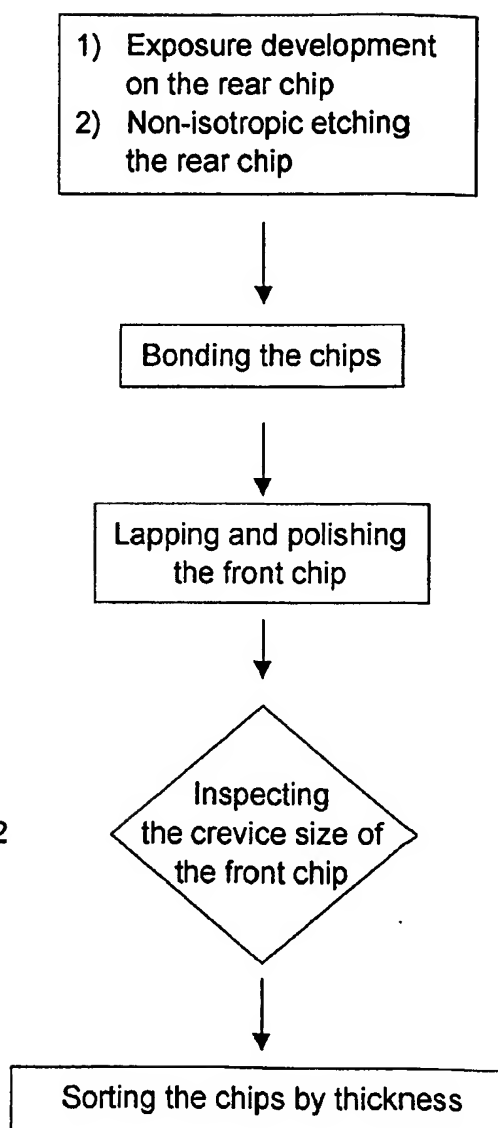 1) Exposure development
on the rear chip
2) Non-isotropic etching
the rear chip
Bonding the chips
Lapping and polishing
the front chip
2
Inspecting
the crevice size of
the front chip
Sorting the chips by thickness